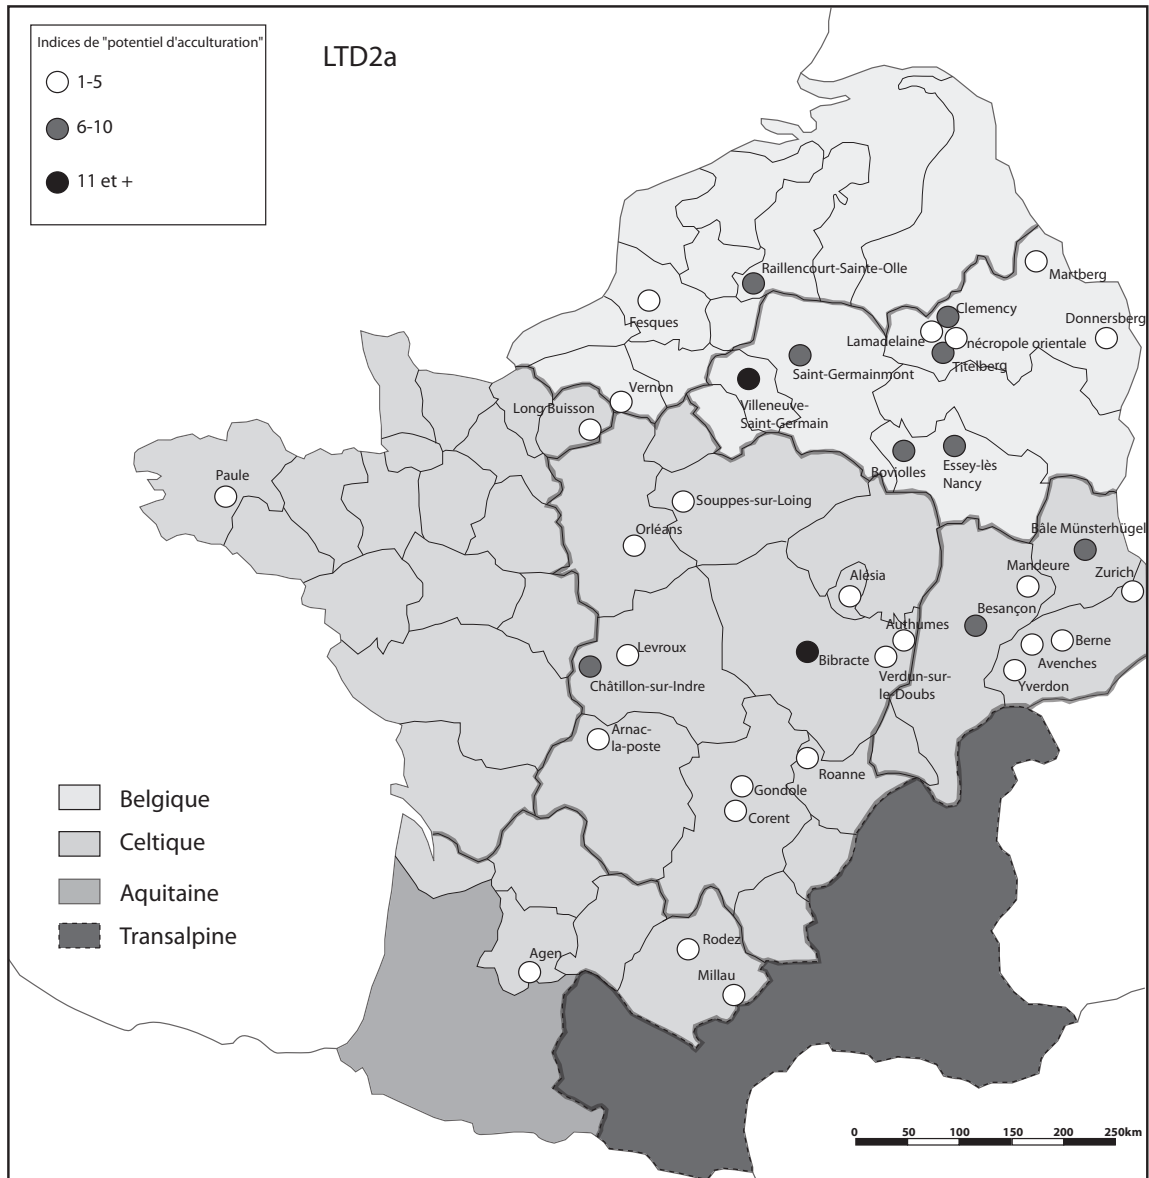 Indices de "potentiel d'acculturation"
1-5
6-10
11 et +
LTD2a
Raillencourt-Sainte-Olle
Martberg
Fesques
Clemency
Donnersberg
Lamadelaine
nécropole orientale
Titelberg
Saint-Germainmont
Vernon
Villeneuve-
Saint-Germain
Long Buisson
Boviolles
Essey-lès
Nancy
Paule
Souppes-sur-Loing
Orléans
Bâle Münsterhügel
Mandeure
Zurich
Alésia
Besançon
Authumes
Levroux
Bibracte
Berne
Avenches
Verdun-sur-
le-Doubs
Yverdon
Châtillon-sur-Indre
Arnac-
la-poste
Roanne
Gondole
Corent
Belgique
Celtique
Aquitaine
Transalpine
Rodez
Agen
Millau
0 50 100 150 200 250km